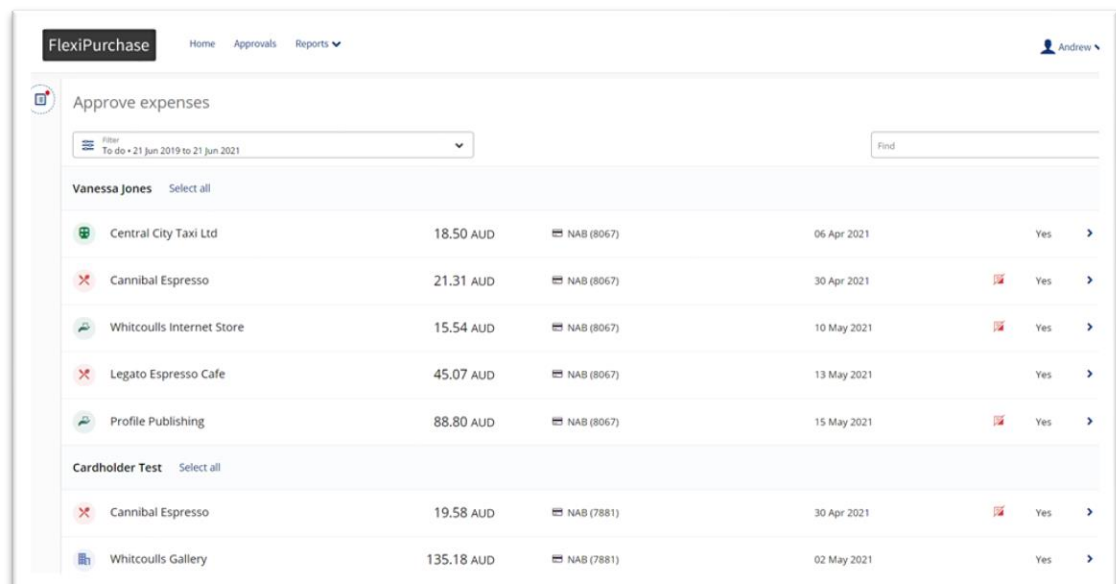 FlexiPurchase Home Approvals Reports Andrew
Approve expenses
Filter
To do • 21 Jun 2019 to 21 Jun 2021
Find
Vanessa Jones Select all
Central City Taxi Ltd 18.50 AUD NAB (8067) 06 Apr 2021 Yes
Cannibal Espresso 21.31 AUD NAB (8067) 30 Apr 2021 Yes
Whitcoulls Internet Store 15.54 AUD NAB (8067) 10 May 2021 Yes
Legato Espresso Cafe 45.07 AUD NAB (8067) 13 May 2021 Yes
Profile Publishing 88.80 AUD NAB (8067) 15 May 2021 Yes
Cardholder Test Select all
Cannibal Espresso 19.58 AUD NAB (7881) 30 Apr 2021 Yes
Whitcoulls Gallery 135.18 AUD NAB (7881) 02 May 2021 Yes